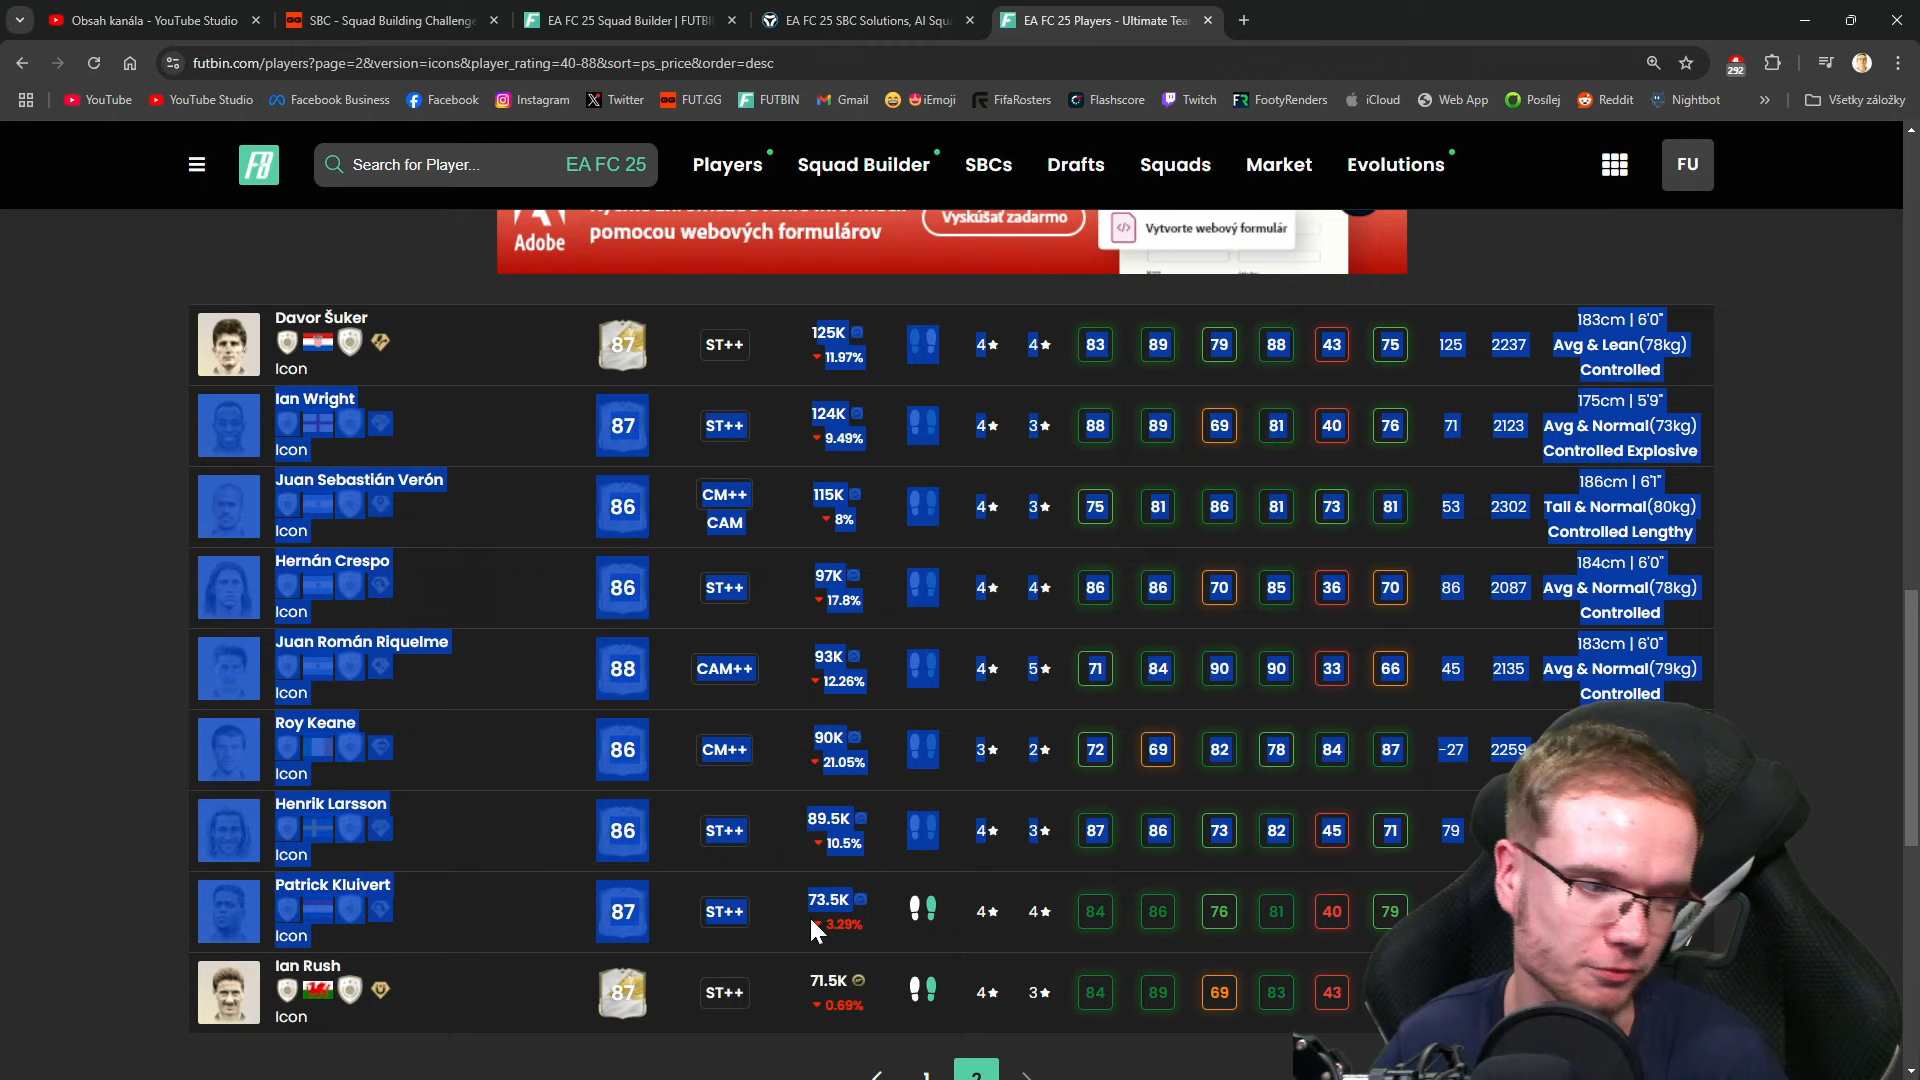 Obsah kanála - YouTube Studio
SBC - Squad Building Challenge
EA FC 25 Squad Builder | FUTBI
EA FC 25 SBC Solutions, AI Squ
EA FC 25 Players - Ultimate Tea
futbin.com/players?page=2&version=icons&player_rating=40-88&sort=ps_price&order=desc
292
YouTube
YouTube Studio
Facebook Business
Facebook
Instagram
Twitter
FUT.GG
FUTBIN
Gmail
iEmoji
FifaRosters
Flashscore
Twitch
FootyRenders
iCloud
Web App
Posílej
Reddit
Nightbot
Všetky záložky
Search for Player...
EA FC 25
Players
Squad Builder
SBCs
Drafts
Squads
Market
Evolutions
FU
Adobe
pomocou webových formulárov
Vyskúšať zadarmo
Vytvorte webový formulár
Davor Šuker
Icon
87
ST++
125K
11.97%
4★ 4★ 83 89 79 88 43 75 125 2237
183cm | 6'0"
Avg & Lean(78kg)
Controlled
Ian Wright
Icon
87
ST++
124K
9.49%
4★ 3★ 88 89 69 81 40 76 71 2123
175cm | 5'9"
Avg & Normal(73kg)
Controlled Explosive
Juan Sebastián Verón
Icon
86
CM++
CAM
115K
8%
4★ 3★ 75 81 86 81 73 81 53 2302
186cm | 6'1"
Tall & Normal(80kg)
Controlled Lengthy
Hernán Crespo
Icon
86
ST++
97K
17.8%
4★ 4★ 86 86 70 85 36 70 86 2087
184cm | 6'0"
Avg & Normal(78kg)
Controlled
Juan Román Riquelme
Icon
88
CAM++
93K
12.26%
4★ 5★ 71 84 90 90 33 66 45 2135
183cm | 6'0"
Avg & Normal(79kg)
Controlled
Roy Keane
Icon
86
CM++
90K
21.05%
3★ 2★ 72 69 82 78 84 87 -27 2259
Henrik Larsson
Icon
86
ST++
89.5K
10.5%
4★ 3★ 87 86 73 82 45 71 79
Patrick Kluivert
Icon
87
ST++
73.5K
3.29%
4★ 4★ 84 86 76 81 40 79
Ian Rush
Icon
87
ST++
71.5K
0.69%
4★ 3★ 84 89 69 83 43
1 2